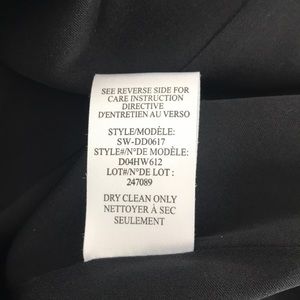 SEE REVERSE SIDE FOR
CARE INSTRUCTION
DIRECTIVE
D'ENTRETIEN AU VERSO
STYLE/MODÈLE:
SW-DD0617
STYLE#/N°DE MODÈLE:
D04HW612
LOT#/N°DE LOT :
247089
DRY CLEAN ONLY
NETTOYER À SEC
SEULEMENT